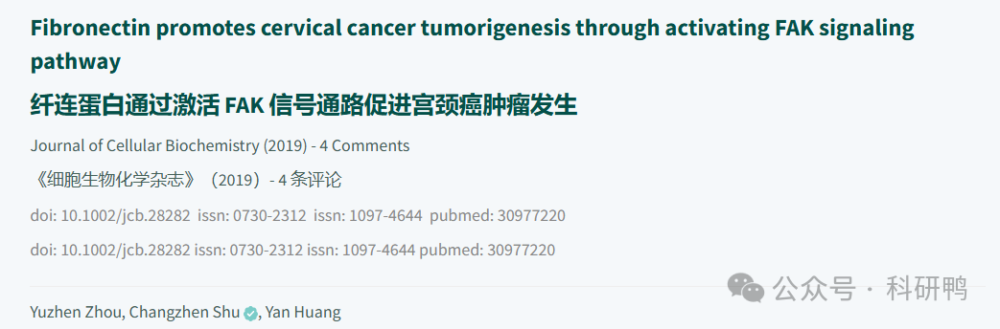 Fibronectin promotes cervical cancer tumorigenesis through activating FAK signaling
pathway
纤连蛋白通过激活 FAK 信号通路促进宫颈癌肿瘤发生
Journal of Cellular Biochemistry (2019) - 4 Comments
《细胞生物化学杂志》（2019）- 4 条评论
doi: 10.1002/jcb.28282 issn: 0730-2312 issn: 1097-4644 pubmed: 30977220
doi: 10.1002/jcb.28282 issn: 0730-2312 issn: 1097-4644 pubmed: 30977220
公众号 · 科研鸭
Yuzhen Zhou, Changzhen Shu, Yan Huang